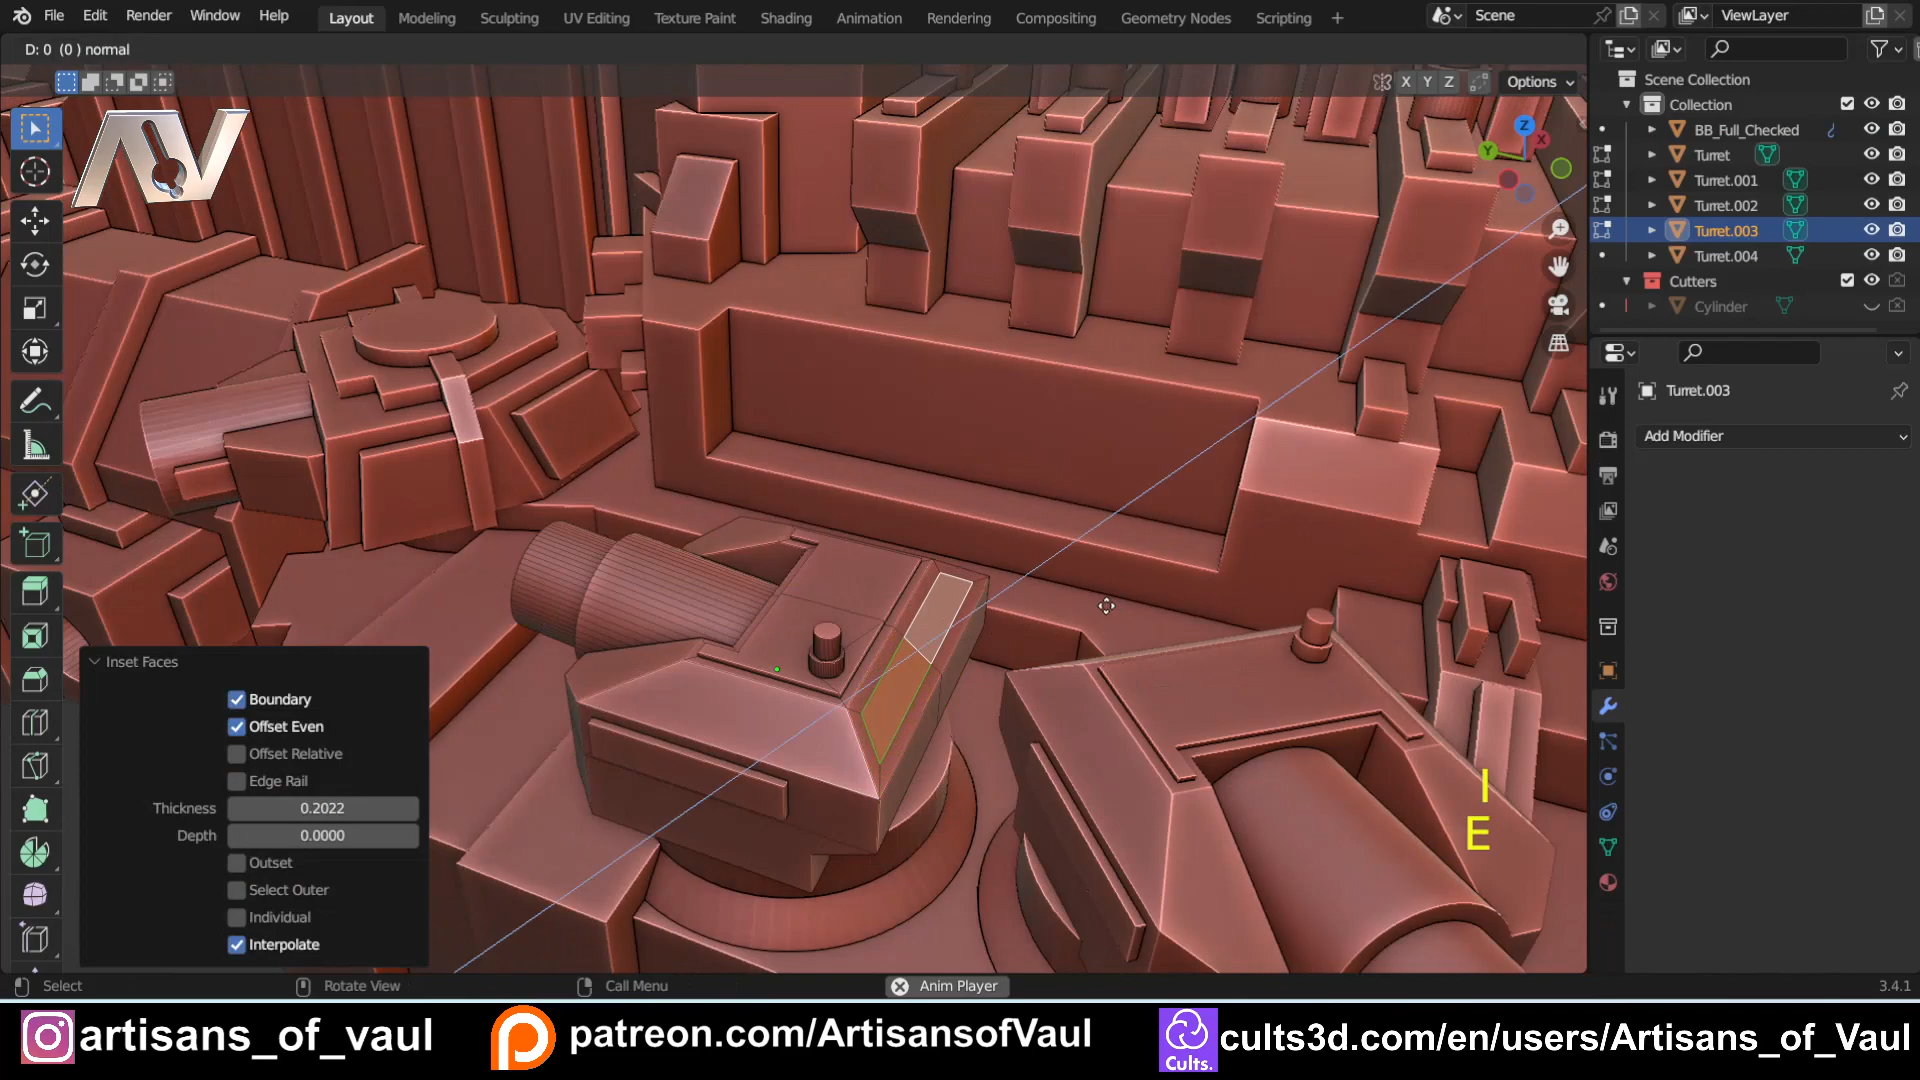 File Edit Render Window Help Layout Modeling Sculpting UV Editing Texture Paint Shading Animation Rendering Compositing Geometry Nodes Scripting + Scene ViewLayer
D: 0 (0 ) normal
X Y Z Options
Scene Collection
Collection
BB_Full_Checked
Turret
Turret.001
Turret.002
Turret.003
Turret.004
Cutters
Cylinder
Z
X
Y
AV
Turret.003
Add Modifier
Inset Faces
Boundary
Offset Even
Offset Relative
Edge Rail
Thickness 0.2022
Depth 0.0000
Outset
Select Outer
Individual
Interpolate
I
E
Select Rotate View Call Menu Anim Player 3.4.1
artisans_of_vaul patreon.com/ArtisansofVaul cults3d.com/en/users/Artisans_of_Vaul
Cults.